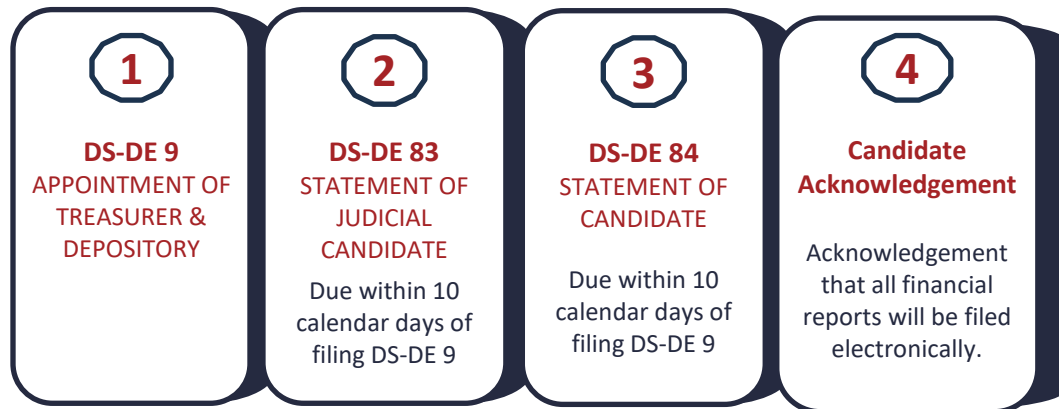 1
DS-DE 9
APPOINTMENT OF
TREASURER &
DEPOSITORY
2
DS-DE 83
STATEMENT OF
JUDICIAL
CANDIDATE
Due within 10
calendar days of
filing DS-DE 9
3
DS-DE 84
STATEMENT OF
CANDIDATE
Due within 10
calendar days of
filing DS-DE 9
4
Candidate
Acknowledgement
Acknowledgement
that all financial
reports will be filed
electronically.